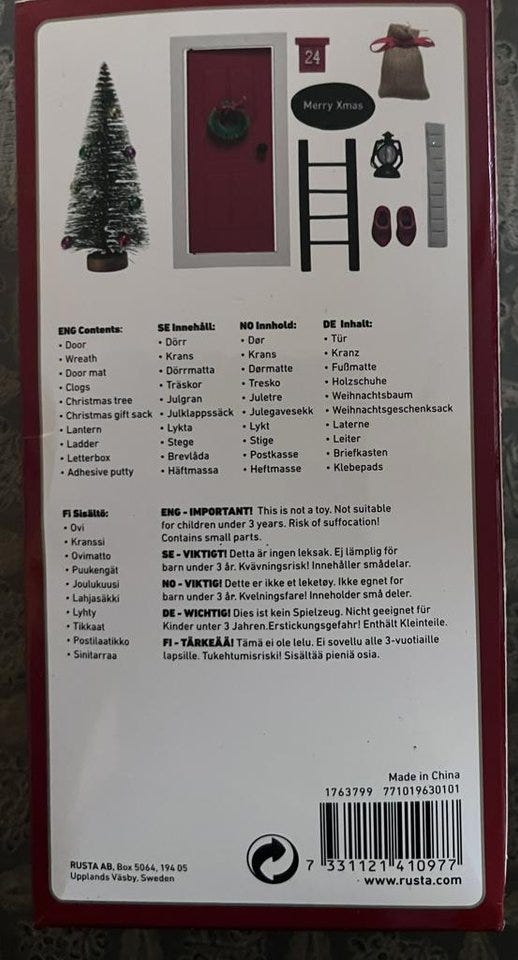 24
Merry Xmas
ENG Contents:
• Door
• Wreath
• Door mat
• Clogs
• Christmas tree
• Christmas gift sack
• Lantern
• Ladder
• Letterbox
• Adhesive putty
SE Innehåll:
• Dörr
• Krans
• Dörrmatta
• Träskor
• Julgran
• Julklappssäck
• Lykta
• Stege
• Brevlåda
• Häftmassa
NO Innhold:
• Dør
• Krans
• Dørmatte
• Tresko
• Juletre
• Julegavesekk
• Lykt
• Stige
• Postkasse
• Heftmasse
DE Inhalt:
• Tür
• Kranz
• Fußmatte
• Holzschuhe
• Weihnachtsbaum
• Weihnachtsgeschenksack
• Laterne
• Leiter
• Briefkasten
• Klebepads
Fi Sisältö:
• Ovi
• Kranssi
• Ovimatto
• Puukengät
• Joulukuusi
• Lahjasäkki
• Lyhty
• Tikkaat
• Postilaatikko
• Sinitarraa
ENG - IMPORTANT! This is not a toy. Not suitable
for children under 3 years. Risk of suffocation!
Contains small parts.
SE - VIKTIGT! Detta är ingen leksak. Ej lämplig för
barn under 3 år. Kvävningsrisk! Innehåller smådelar.
NO - VIKTIG! Dette er ikke et leketøy. Ikke egnet for
barn under 3 år. Kvelningsfare! Inneholder små deler.
DE - WICHTIG! Dies ist kein Spielzeug. Nicht geeignet für
Kinder unter 3 Jahren.Erstickungsgefahr! Enthält Kleinteile.
FI - TÄRKEÄÄ! Tämä ei ole lelu. Ei sovellu alle 3-vuotiaille
lapsille. Tukehtumisriski! Sisältää pieniä osia.
Made in China
1763799 771019630101
7 331121 410977
www.rusta.com
RUSTA AB, Box 5064, 194 05
Upplands Väsby, Sweden